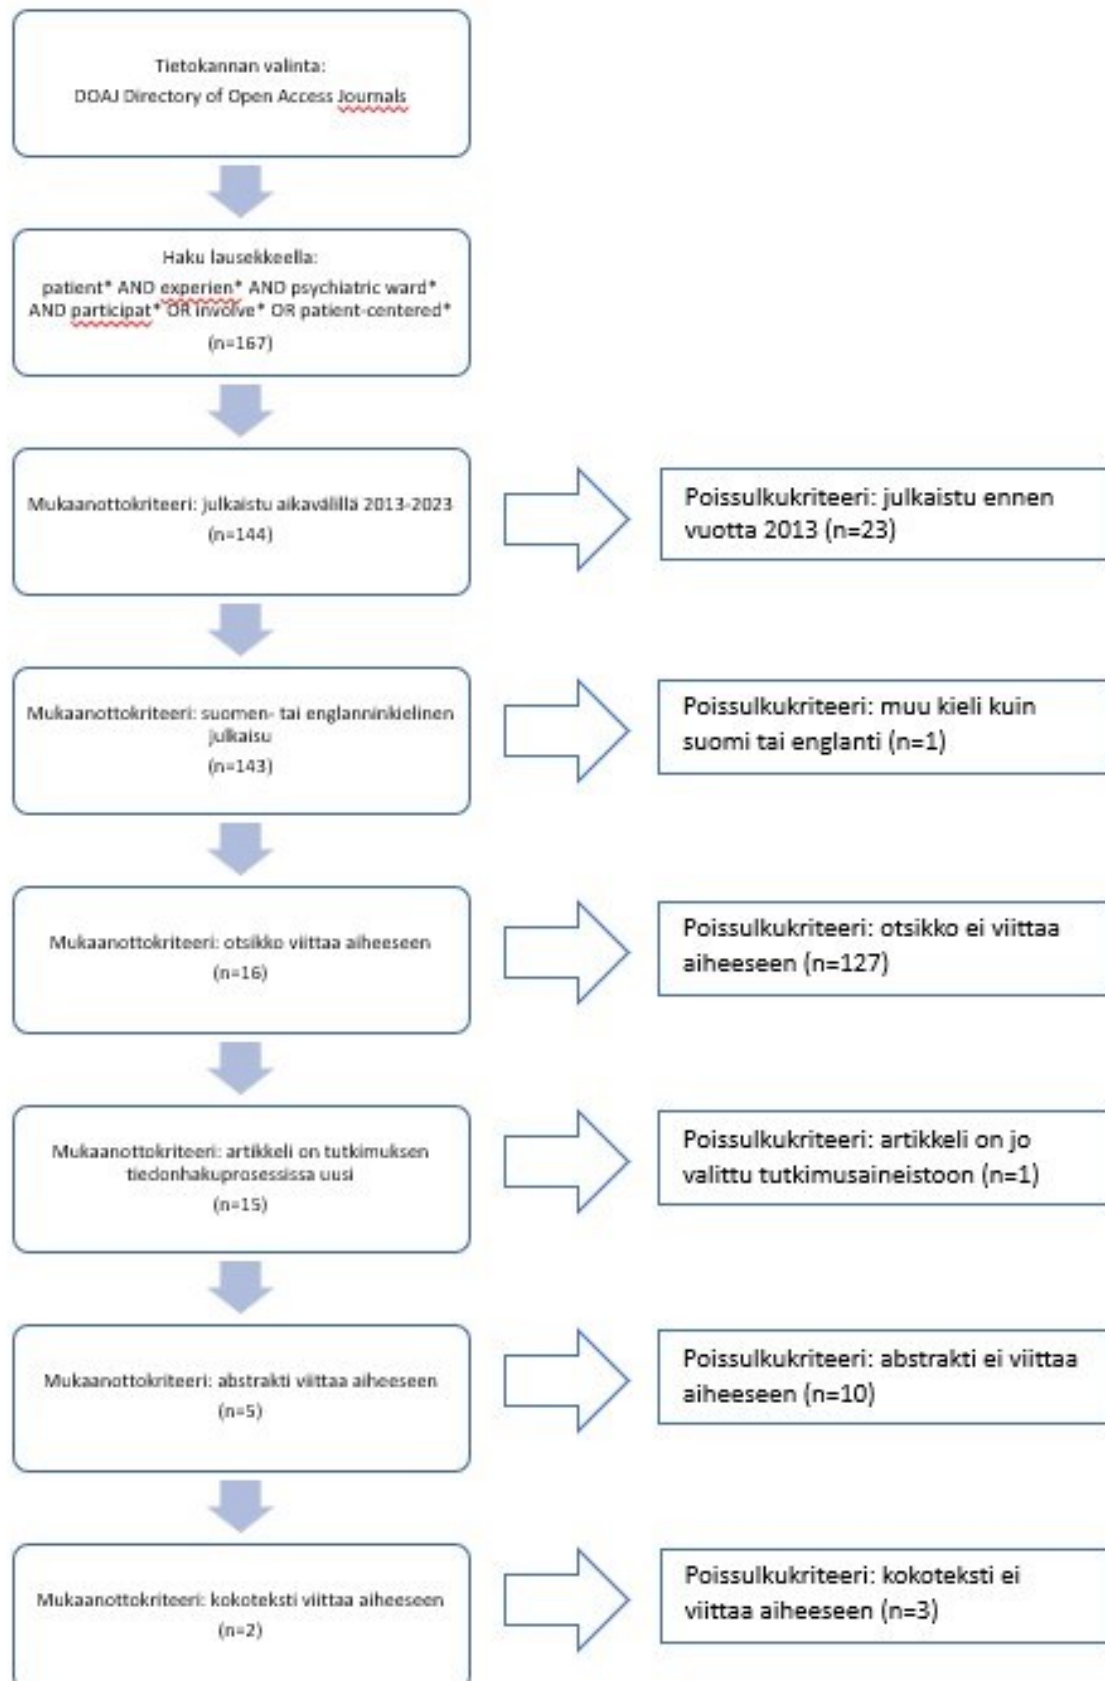 Tietokannan valinta:
DOAJ Directory of Open Access Journals
Haku lausekkeella:
patient* AND experien* AND psychiatric ward*
AND participat* OR involve* OR patient-centered*
(n=167)
Mukaanottokriteeri: julkaistu aikavälillä 2013-2023
(n=144)
Poissulkukriteeri: julkaistu ennen
vuotta 2013 (n=23)
Mukaanottokriteeri: suomen- tai englanninkielinen
julkaisu
(n=143)
Poissulkukriteeri: muu kieli kuin
suomi tai englanti (n=1)
Mukaanottokriteeri: otsikko viittaa aiheeseen
(n=16)
Poissulkukriteeri: otsikko ei viittaa
aiheeseen (n=127)
Mukaanottokriteeri: artikkeli on tutkimuksen
tiedonhakuprosessissa uusi
(n=15)
Poissulkukriteeri: artikkeli on jo
valittu tutkimusaineistoon (n=1)
Mukaanottokriteeri: abstrakti viittaa aiheeseen
(n=5)
Poissulkukriteeri: abstrakti ei viittaa
aiheeseen (n=10)
Mukaanottokriteeri: kokoteksti viittaa aiheeseen
(n=2)
Poissulkukriteeri: kokoteksti ei
viittaa aiheeseen (n=3)